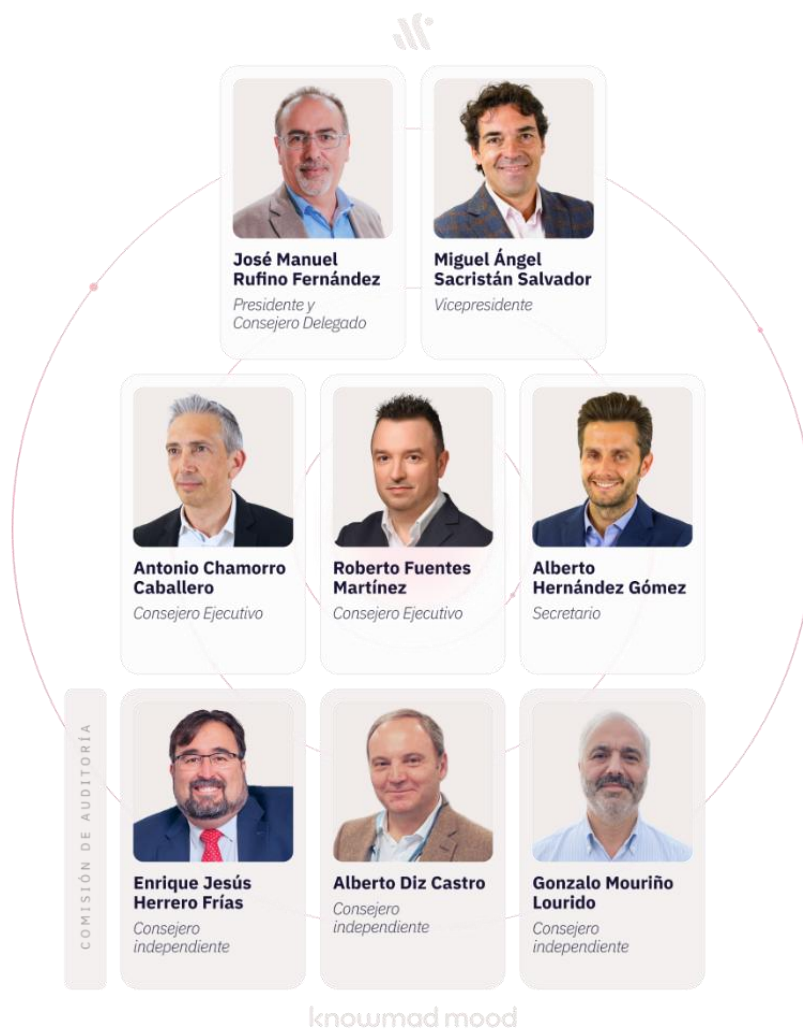 José Manuel
Rufino Fernández
Presidente y
Consejero Delegado
Miguel Ángel
Sacristán Salvador
Vicepresidente
Antonio Chamorro
Caballero
Consejero Ejecutivo
Roberto Fuentes
Martínez
Consejero Ejecutivo
Alberto
Hernández Gómez
Secretario
COMISIÓN DE AUDITORÍA
Enrique Jesús
Herrero Frías
Consejero
independiente
Alberto Diz Castro
Consejero
independiente
Gonzalo Mouriño
Lourido
Consejero
independiente
knowmad mood